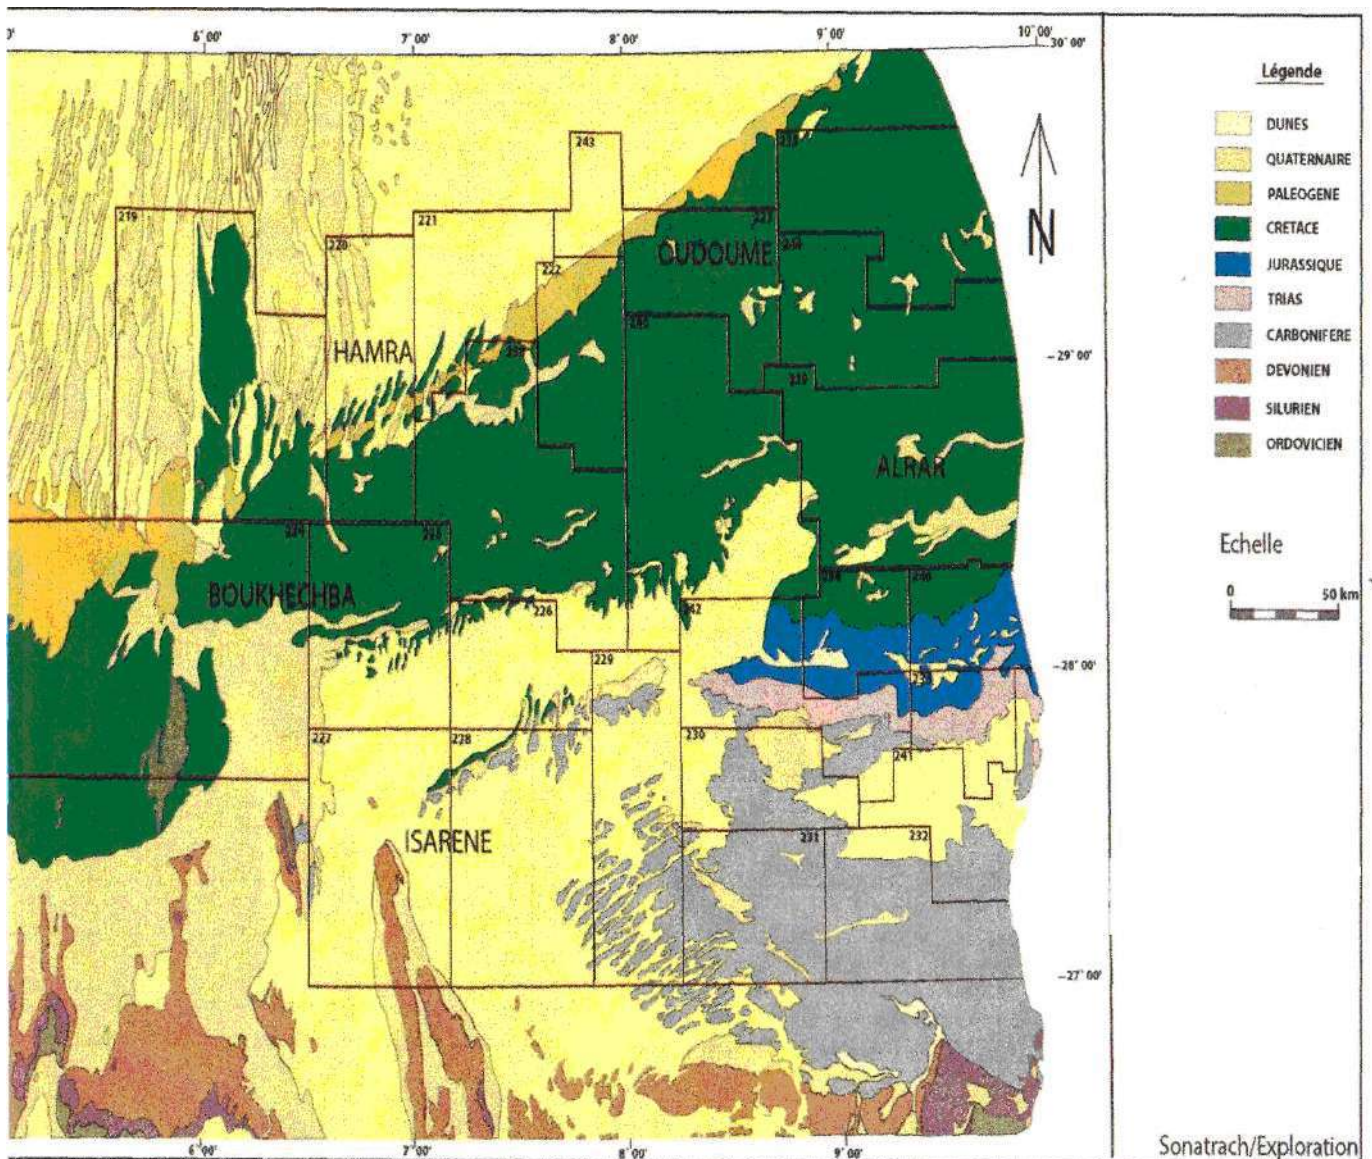 0'
6°00'
7°00'
8°00'
9°00'
10°00'
30°00'
Légende
DUNES
QUATERNAIRE
PALEOGENE
CRETACE
JURASSIQUE
TRIAS
CARBONIFERE
DEVONIEN
SILURIEN
ORDOVICIEN
N
243
219
221
220
222
OUDOUME
HAMRA
29°00'
ALRAR
Echelle
0
50 km
BOUKHECHBA
226
229
28°00'
227
228
230
241
ISARENE
231
232
27°00'
6°00'
7°00'
8°00'
9°00'
Sonatrach/Exploration